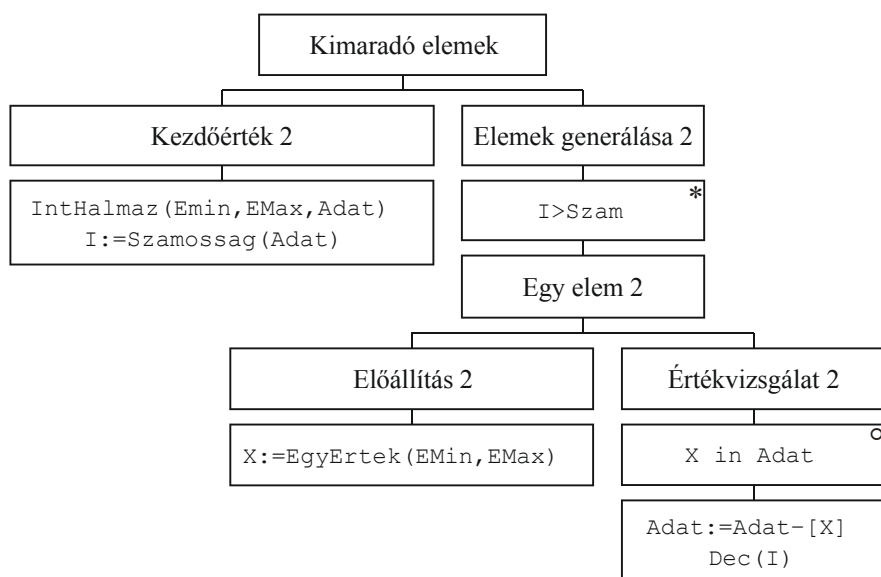 Kimaradó elemek
Kezdőérték 2
Elemek generálása 2
IntHalmaz(Emin,EMax,Adat)
I:=Szamossag(Adat)
*
I>Szam
Egy elem 2
Előállítás 2
Értékvizsgálat 2
X:=EgyErtek(EMin,EMax)
X in Adat
Adat:=Adat-[X]
Dec(I)